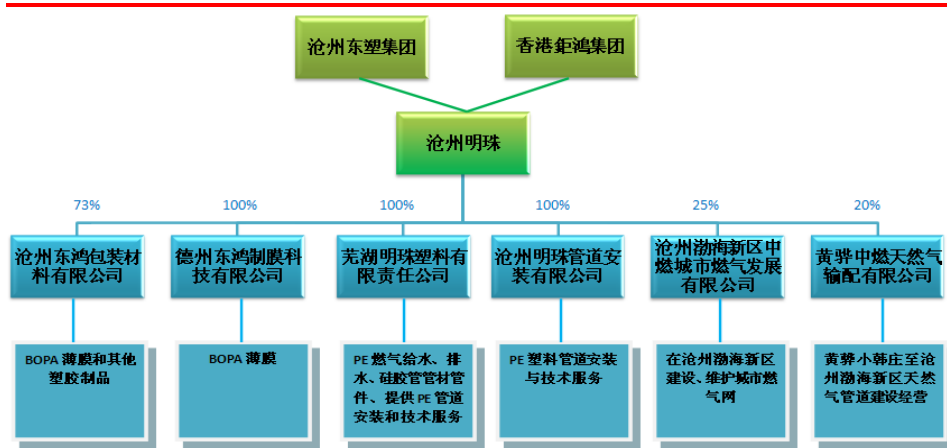 沧州东塑集团
香港鉅鸿集团
沧州明珠
73%
100%
100%
100%
25%
20%
沧州东鸿包装材
料有限公司
德州东鸿制膜科
技有限公司
芜湖明珠塑料有
限责任公司
沧州明珠管道安
装有限公司
沧州渤海新区中
燃城市燃气发展
有限公司
黄骅中燃天然气
输配有限公司
BOPA 薄膜和其他
塑胶制品
BOPA 薄膜
PE 燃气给水、排
水、硅胶管管材管
件、提供 PE 管道
安装和技术服务
PE 塑料管道安装
与技术服务
在沧州渤海新区
建设、维护城市燃
气网
黄骅小韩庄至沧
州渤海新区天然
气管道建设经营